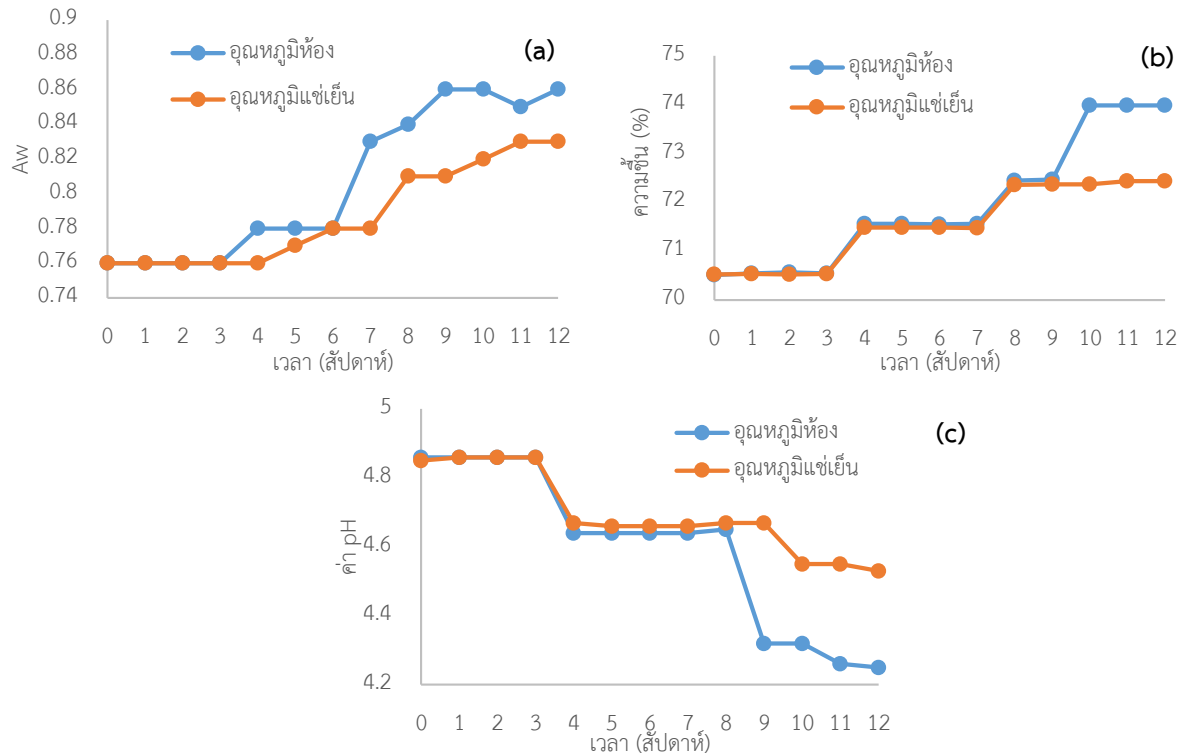 0.9
0.88
0.86
0.84
0.82
0.8
0.78
0.76
0.74
Aw
อุณหภูมิห้อง
อุณหภูมิแช่เย็น
(a)
0 1 2 3 4 5 6 7 8 9 10 11 12
เวลา (สัปดาห์)
75
74
73
72
71
70
ความชื้น (%)
อุณหภูมิห้อง
อุณหภูมิแช่เย็น
(b)
0 1 2 3 4 5 6 7 8 9 10 11 12
เวลา (สัปดาห์)
5
4.8
4.6
4.4
4.2
ค่า pH
อุณหภูมิห้อง
อุณหภูมิแช่เย็น
(c)
0 1 2 3 4 5 6 7 8 9 10 11 12
เวลา (สัปดาห์)